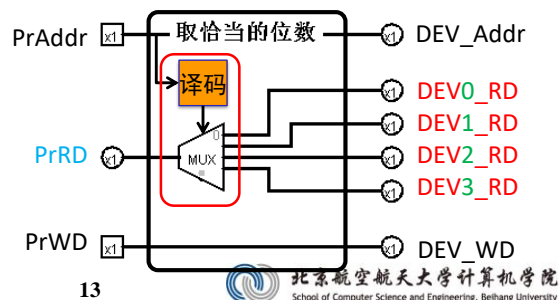 PrAddr x1 取恰当的位数 x1 DEV_Addr
译码
x1 DEV0_RD
0
x1 DEV1_RD
PrRD x1 MUX x1 DEV2_RD
x1 DEV3_RD
PrWD x1 x1 DEV_WD
13
北京航空航天大学计算机学院
School of Computer Science and Engineering, Beihang University